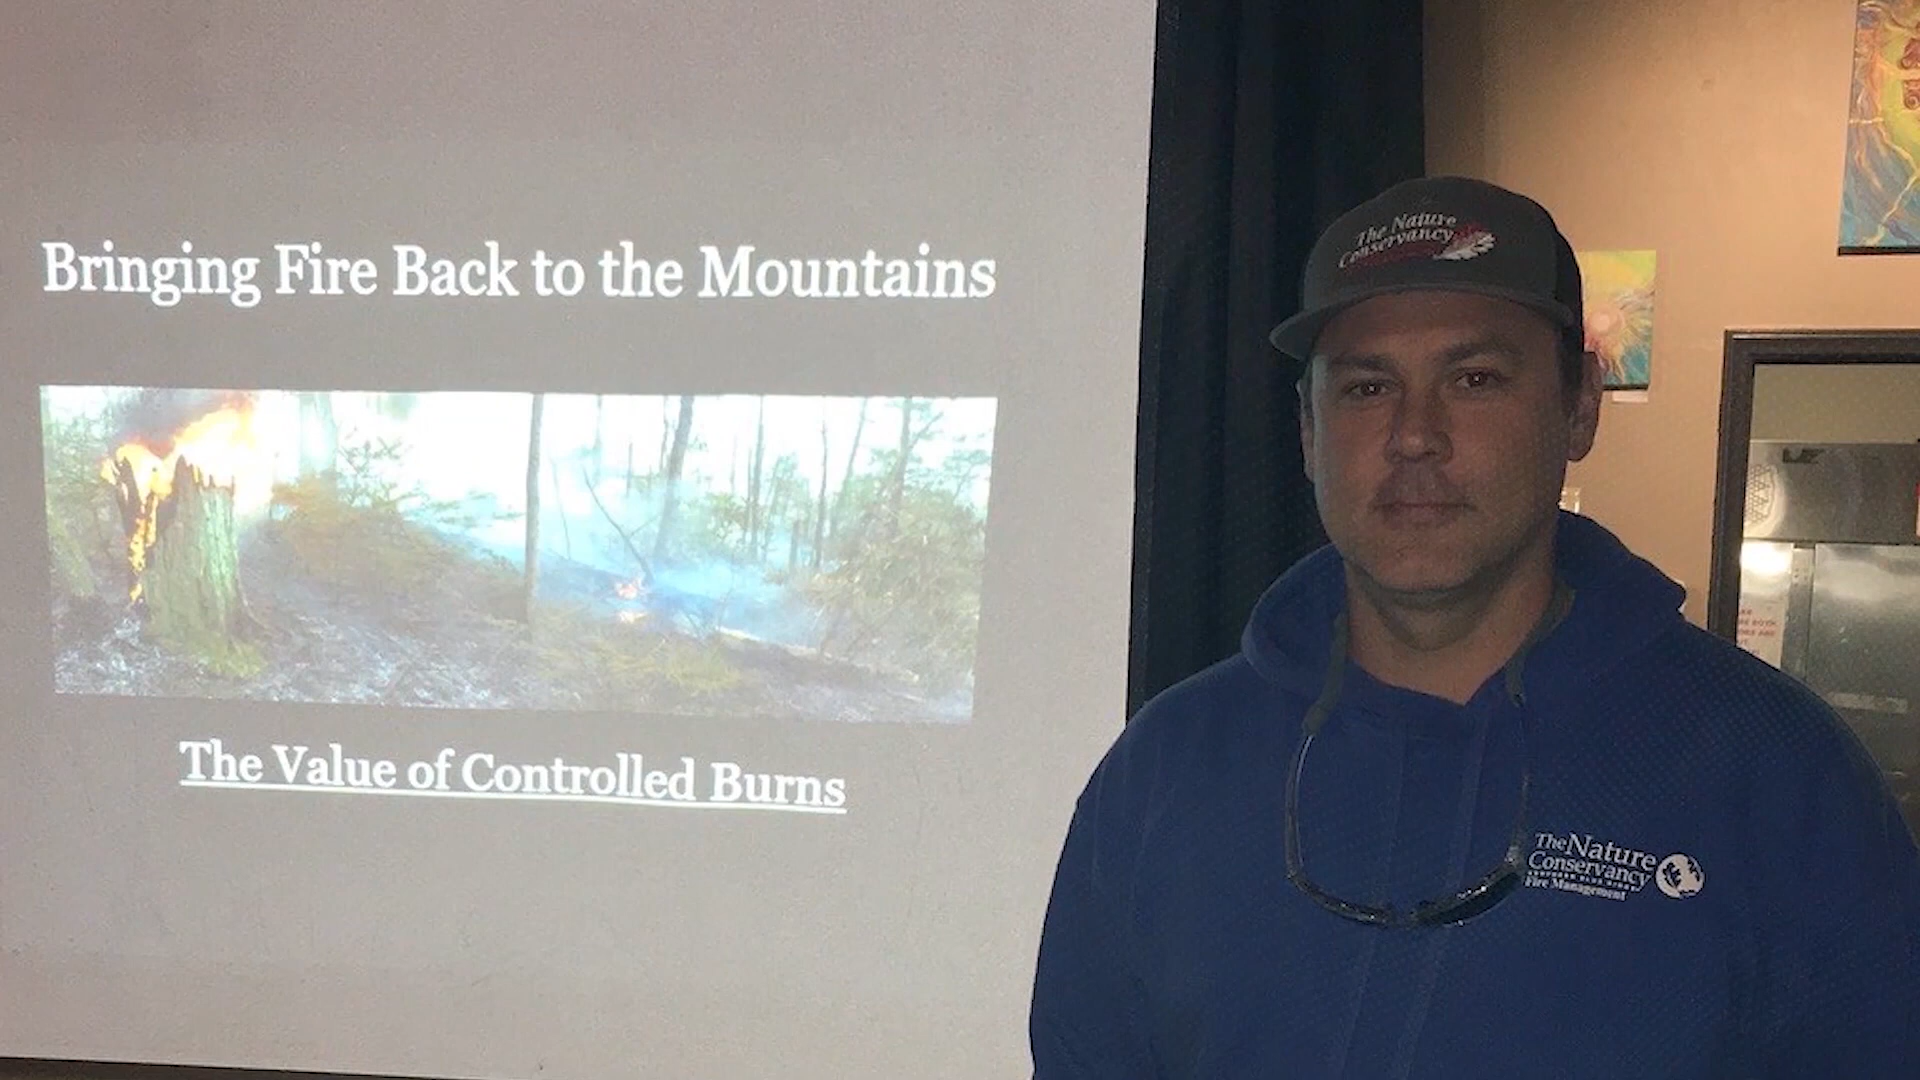 Bringing Fire Back to the Mountains
The Value of Controlled Burns
The Nature
Conservancy
The Nature
Conservancy
Fire Management